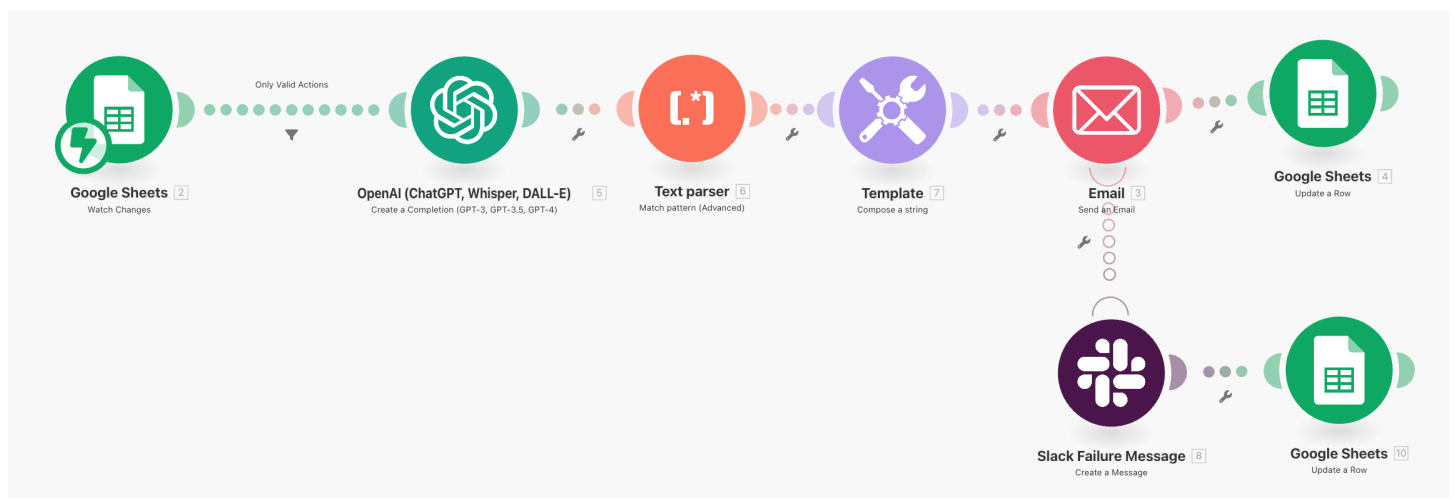 Only Valid Actions
Google Sheets 2
Watch Changes
OpenAI (ChatGPT, Whisper, DALL-E) 5
Create a Completion (GPT-3, GPT-3.5, GPT-4)
[.*]
Text parser 6
Match pattern (Advanced)
Template 7
Compose a string
Email 3
Send an Email
Google Sheets 4
Update a Row
Slack Failure Message 8
Create a Message
Google Sheets 10
Update a Row